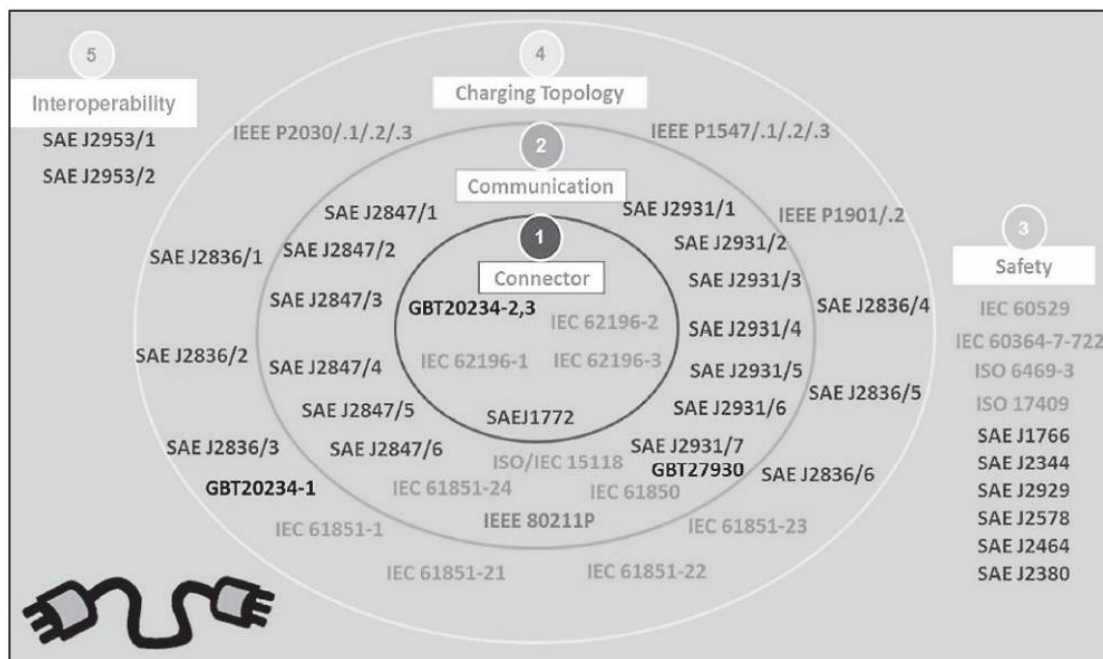 5
Interoperability
SAE J2953/1
SAE J2953/2
4
Charging Topology
IEEE P2030/.1/.2/.3
IEEE P1547/.1/.2/.3
2
Communication
SAE J2847/1
SAE J2931/1
IEEE P1901/.2
SAE J2836/1
SAE J2847/2
SAE J2931/2
1
Connector
SAE J2847/3
SAE J2931/3
GBT20234-2,3
IEC 62196-2
SAE J2836/4
SAE J2931/4
SAE J2836/2
SAE J2847/4
IEC 62196-1
IEC 62196-3
SAE J2931/5
SAE J2836/5
SAE J2847/5
SAEJ1772
SAE J2931/6
SAE J2836/3
SAE J2847/6
SAE J2931/7
ISO/IEC 15118
GBT27930
SAE J2836/6
GBT20234-1
IEC 61851-24
IEC 61850
IEC 61851-1
IEEE 80211P
IEC 61851-23
IEC 61851-21
IEC 61851-22
3
Safety
IEC 60529
IEC 60364-7-722
ISO 6469-3
ISO 17409
SAE J1766
SAE J2344
SAE J2929
SAE J2578
SAE J2464
SAE J2380